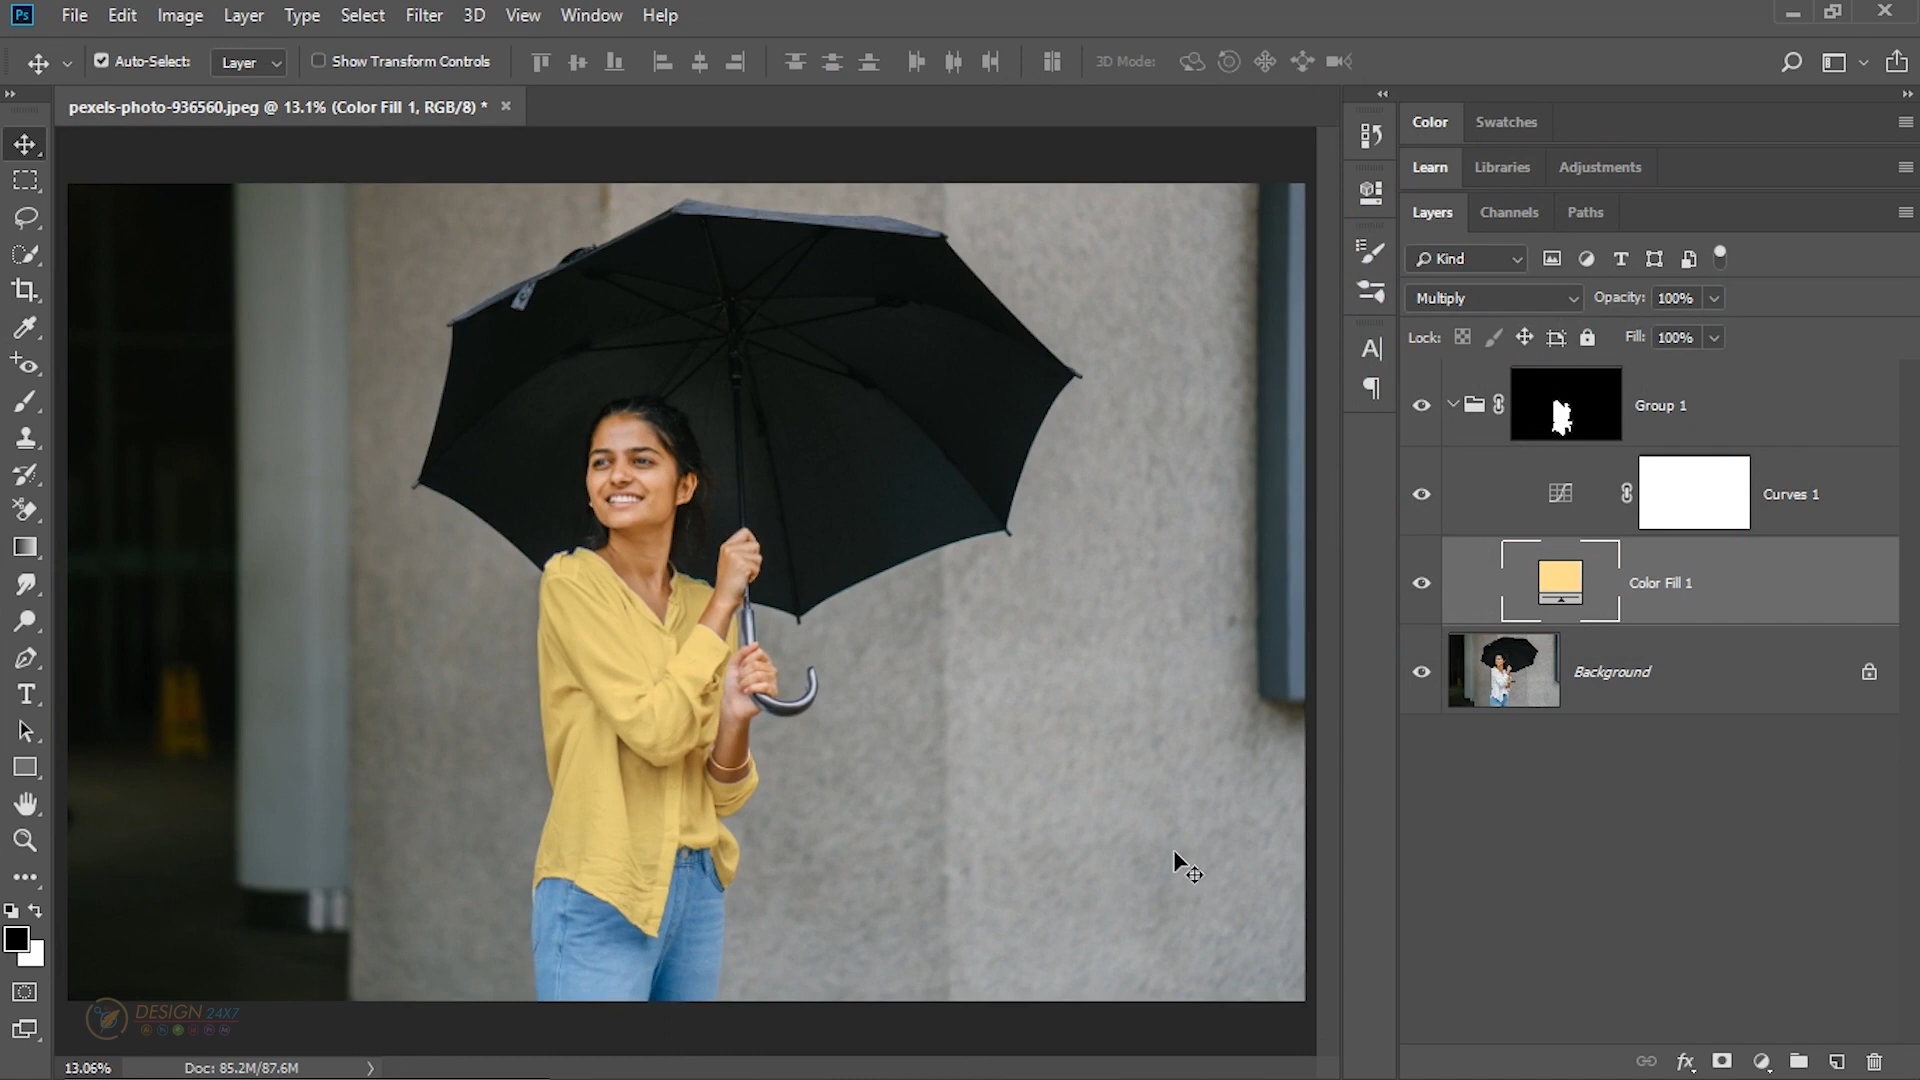 Ps File Edit Image Layer Type Select Filter 3D View Window Help
Auto-Select: Layer Show Transform Controls 3D Mode:
pexels-photo-936560.jpeg @ 13.1% (Color Fill 1, RGB/8) *
Color Swatches
Learn Libraries Adjustments
Layers Channels Paths
Kind
Multiply Opacity: 100%
Lock: Fill: 100%
Group 1
Curves 1
Color Fill 1
Background
DESIGN 24X7
13.06% Doc: 85.2M/87.6M